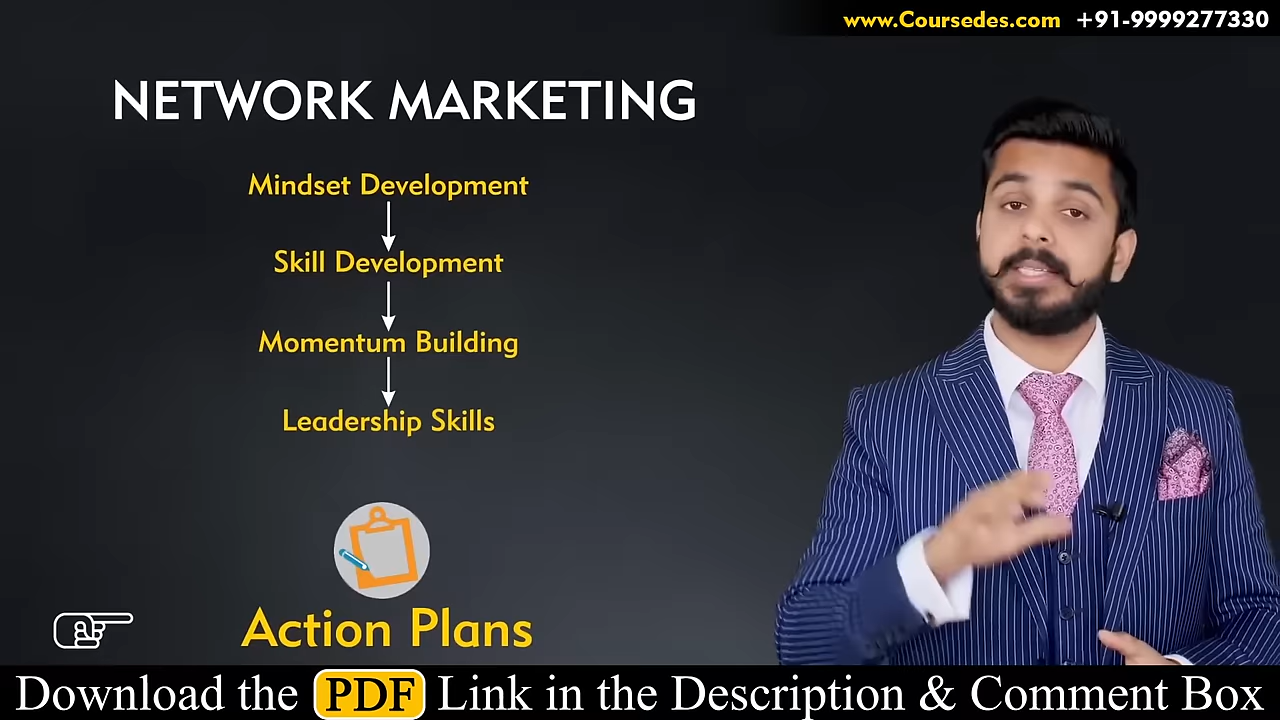 www.Coursedes.com +91-9999277330
NETWORK MARKETING
Mindset Development
Skill Development
Momentum Building
Leadership Skills
Action Plans
Download the PDF Link in the Description & Comment Box